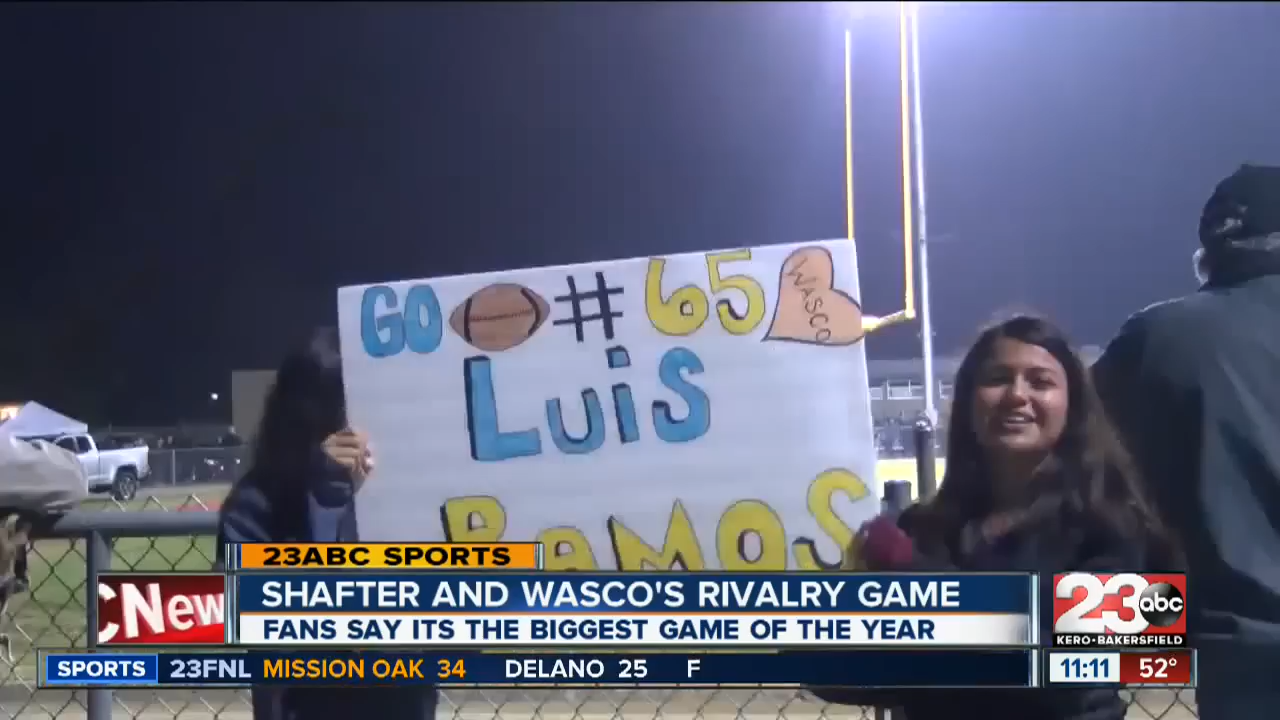 GO # 65 WASCO
Luis
RAMOS
23ABC SPORTS
CNew
SHAFTER AND WASCO'S RIVALRY GAME
FANS SAY ITS THE BIGGEST GAME OF THE YEAR
23 abc
KERO·BAKERSFIELD
SPORTS 23FNL MISSION OAK 34 DELANO 25 F
11:11 52°